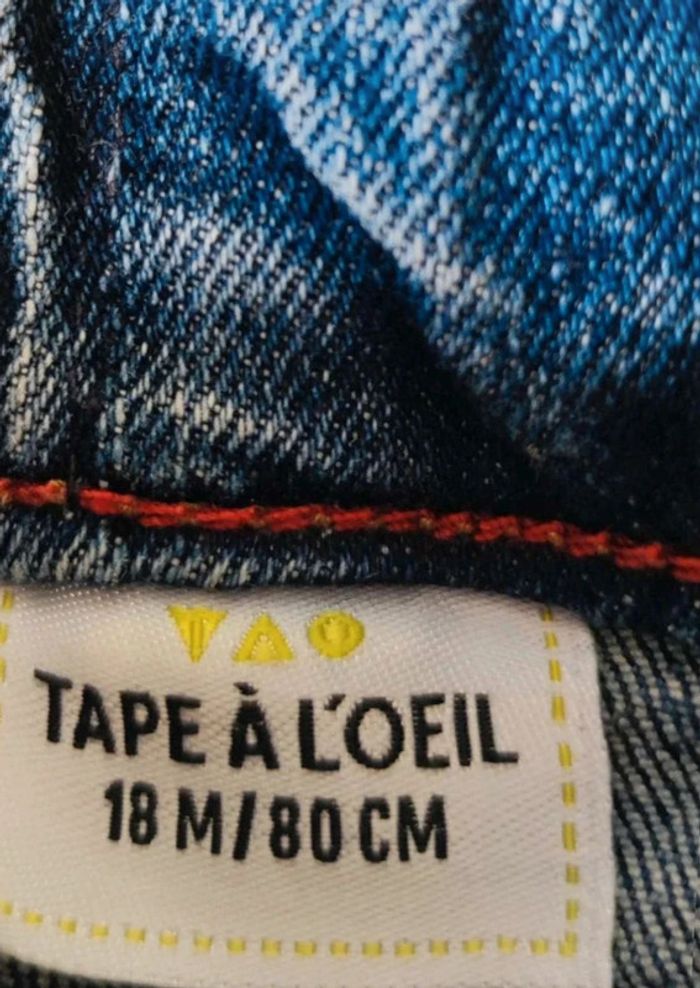 TAPE À L'OEIL
18 M/80 CM